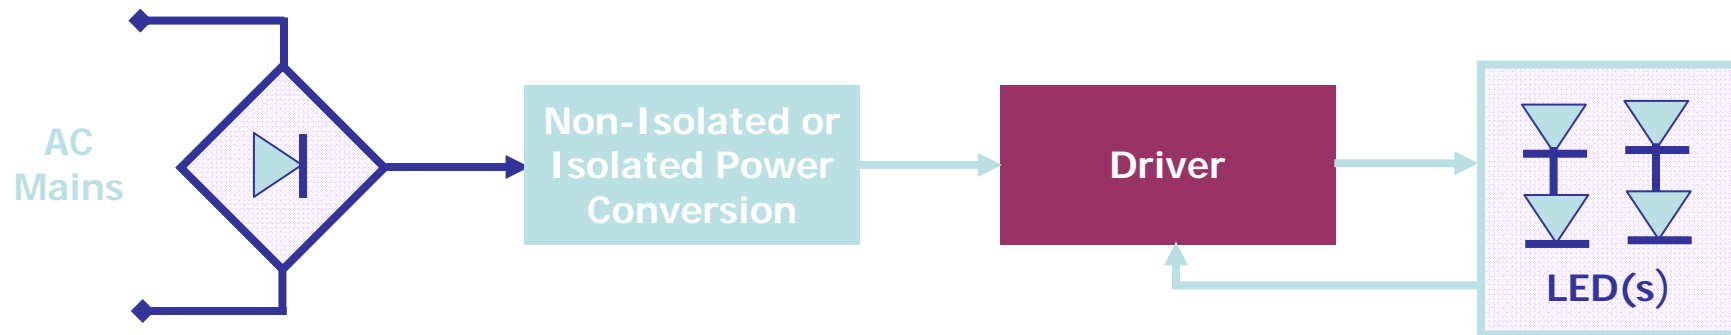 AC
Mains
Non-Isolated or
Isolated Power
Conversion
Driver
LED(s)